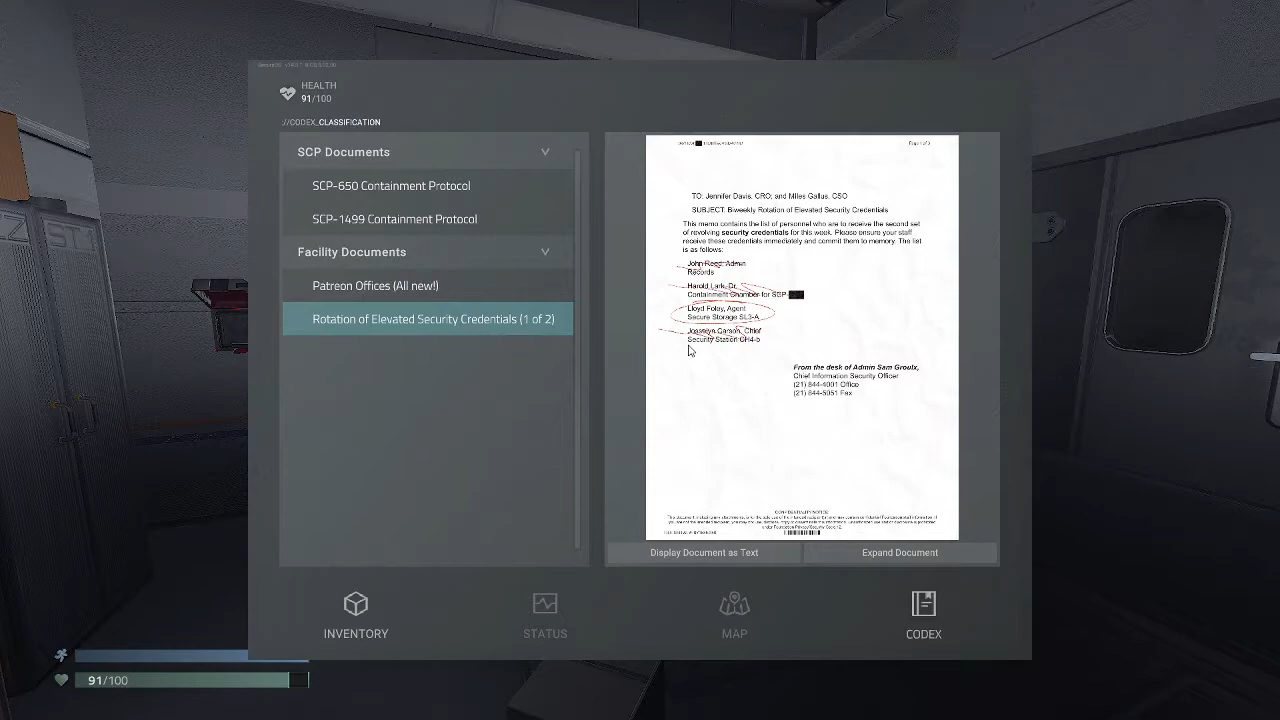 HEALTH
91/100
://CODEX_CLASSIFICATION
SCP Documents
SCP-650 Containment Protocol
SCP-1499 Containment Protocol
Facility Documents
Patreon Offices (All new!)
Rotation of Elevated Security Credentials (1 of 2)
TO: Jennifer Davis, CRO; and Miles Gallus, CSO
SUBJECT: Biweekly Rotation of Elevated Security Credentials
This memo contains the list of personnel who are to receive the second set
of revolving security credentials for this week. Please ensure your staff
receive these credentials immediately and commit them to memory. The list
is as follows:
John Reed, Admin
Records
Harold Lark, Dr.
Containment Chamber for SCP-
Lloyd Foley, Agent
Secure Storage SL3-A
Josselyn Carson, Chief
Security Station CH4-b
From the desk of Admin Sam Groulx,
Chief Information Security Officer
(21) 844-4001 Office
(21) 844-5051 Fax
CONFIDENTIALITY NOTICE
Display Document as Text
Expand Document
INVENTORY
STATUS
MAP
CODEX
91/100